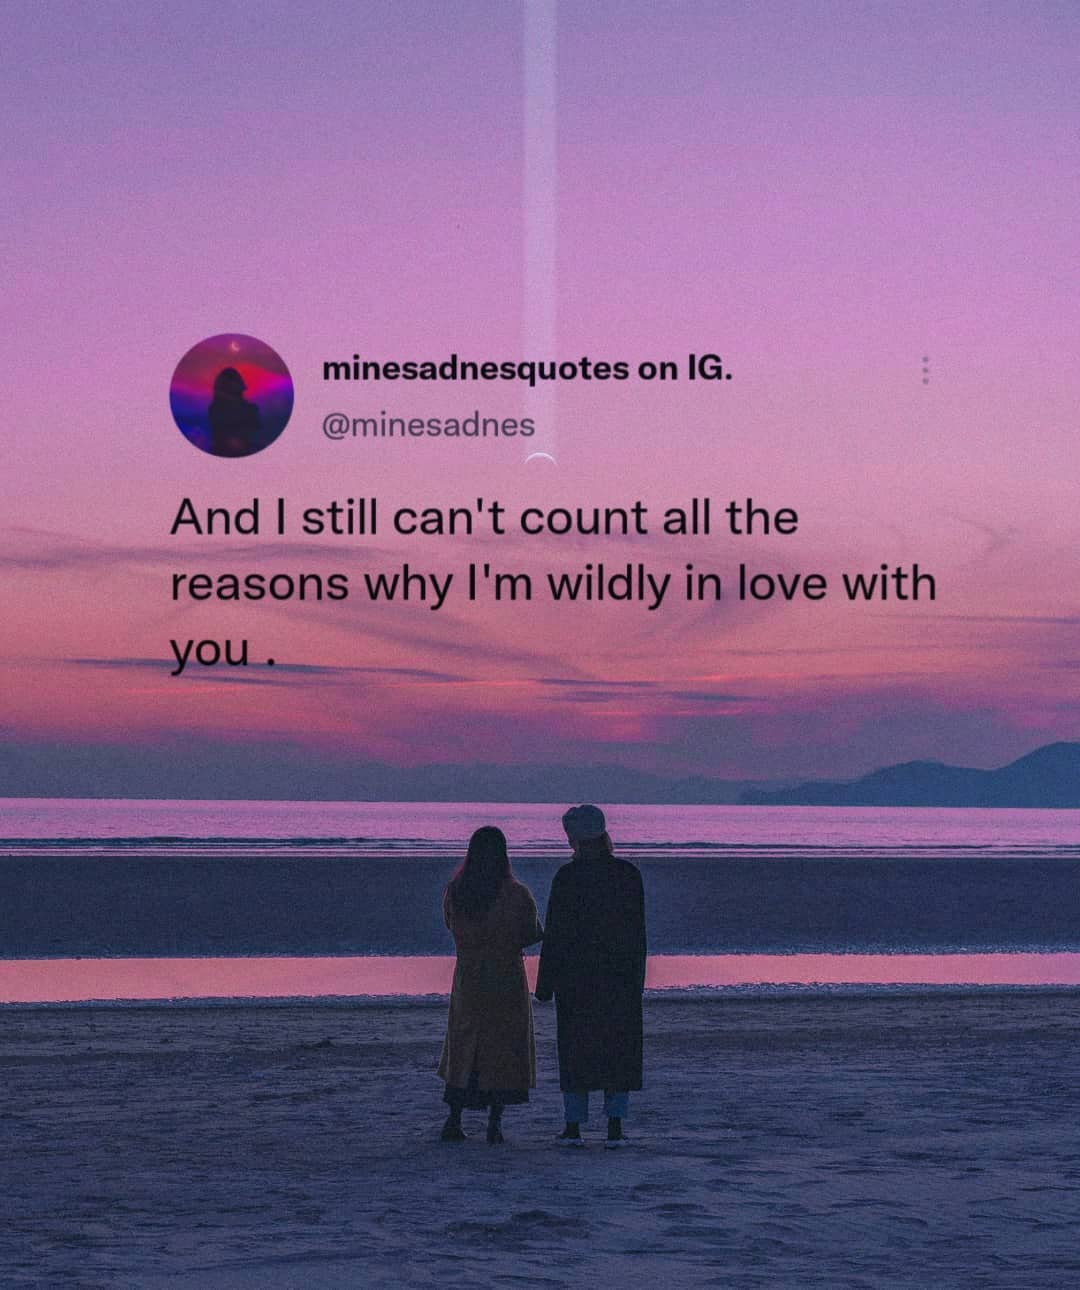 minesadnesquotes on IG.
@minesadnes
And I still can't count all the
reasons why I'm wildly in love with
you .